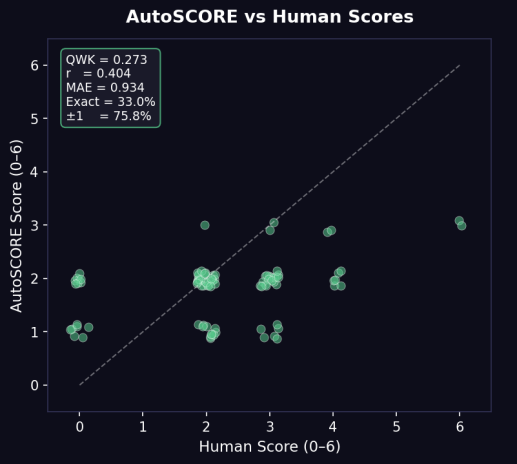 AutoSCORE vs Human Scores
QWK = 0.273
r = 0.404
MAE = 0.934
Exact = 33.0%
±1 = 75.8%
6
5
4
3
2
1
0
AutoSCORE Score (0–6)
0 1 2 3 4 6
Human Score (0–6)